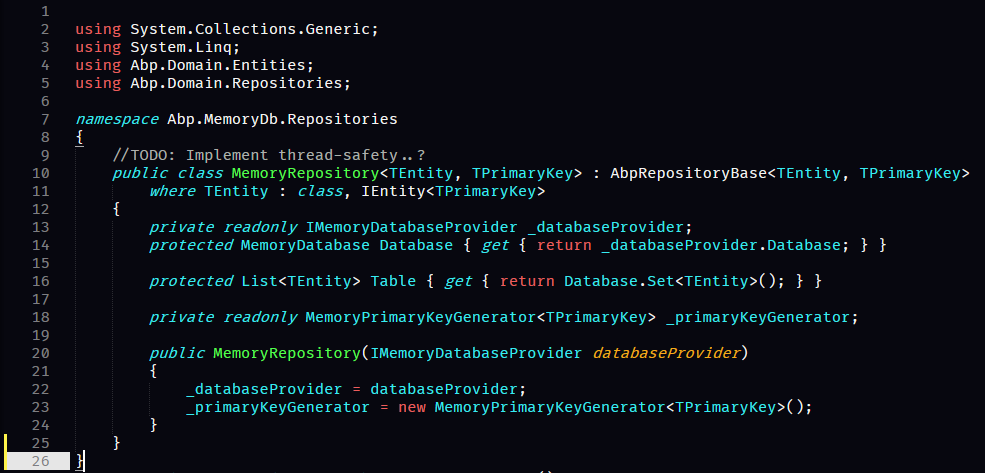 1
2 using System.Collections.Generic;
3 using System.Linq;
4 using Abp.Domain.Entities;
5 using Abp.Domain.Repositories;
6
7 namespace Abp.MemoryDb.Repositories
8 {
9     //TODO: Implement thread-safety..?
10     public class MemoryRepository<TEntity, TPrimaryKey> : AbpRepositoryBase<TEntity, TPrimaryKey>
11         where TEntity : class, IEntity<TPrimaryKey>
12     {
13         private readonly IMemoryDatabaseProvider _databaseProvider;
14         protected MemoryDatabase Database { get { return _databaseProvider.Database; } }
15
16         protected List<TEntity> Table { get { return Database.Set<TEntity>(); } }
17
18         private readonly MemoryPrimaryKeyGenerator<TPrimaryKey> _primaryKeyGenerator;
19
20         public MemoryRepository(IMemoryDatabaseProvider databaseProvider)
21         {
22             _databaseProvider = databaseProvider;
23             _primaryKeyGenerator = new MemoryPrimaryKeyGenerator<TPrimaryKey>();
24         }
25     }
26 }